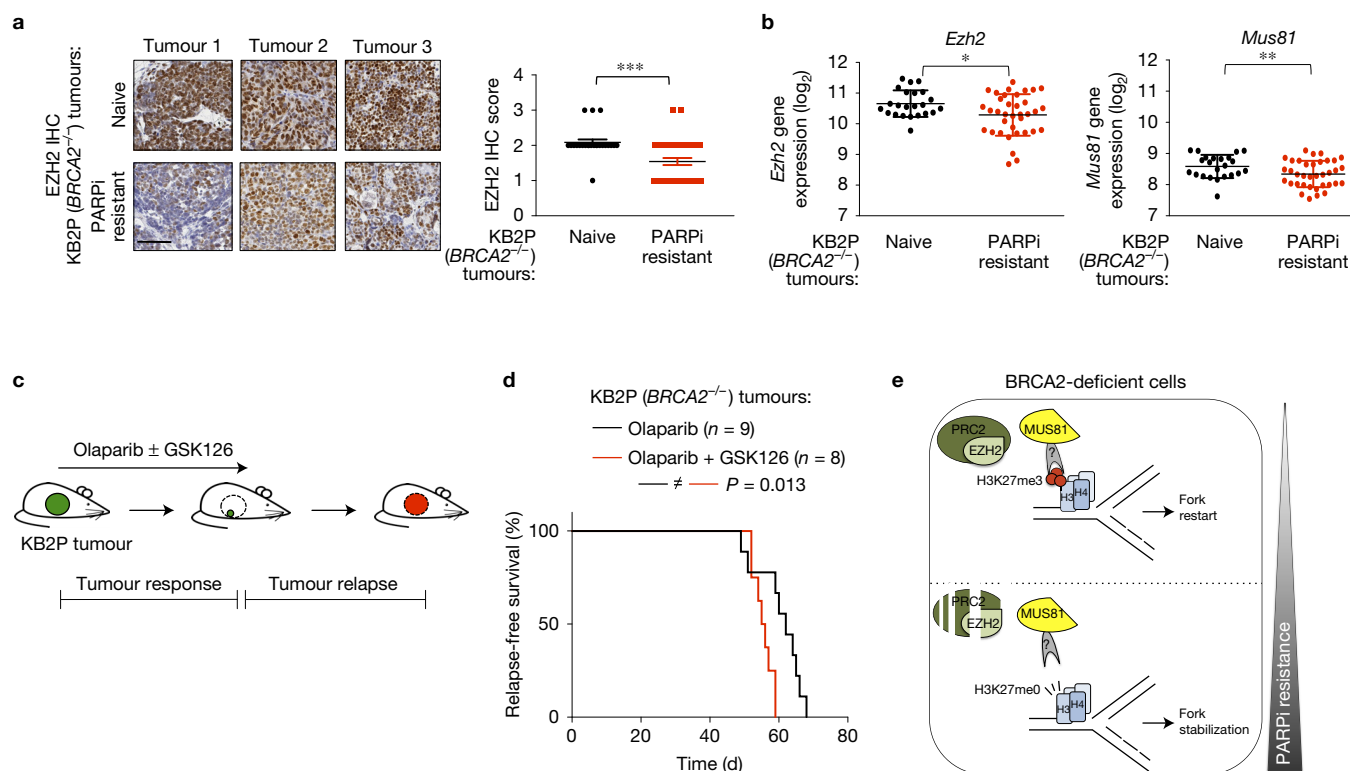 a
Tumour 1 Tumour 2 Tumour 3
EZH2 IHC
KB2P (BRCA2−/−) tumours:
Naive
PARPi
resistant
***
EZH2 IHC score
4
3
2
1
0
KB2P
(BRCA2−/−)
tumours:
Naive
PARPi
resistant
b
Ezh2
*
Ezh2 gene
expression (log2)
12
11
10
9
8
7
KB2P
(BRCA2−/−)
tumours:
Naive
PARPi
resistant
Mus81
**
Mus81 gene
expression (log2)
12
11
10
9
8
7
KB2P
(BRCA2−/−)
tumours:
Naive
PARPi
resistant
c
Olaparib ± GSK126
KB2P tumour
Tumour response
Tumour relapse
d
KB2P (BRCA2−/−) tumours:
Olaparib (n = 9)
Olaparib + GSK126 (n = 8)
≠ P = 0.013
Relapse-free survival (%)
100
50
0
0 20 40 60 80
Time (d)
e
BRCA2-deficient cells
PRC2
EZH2
MUS81
?
H3K27me3
H3
H4
Fork
restart
PRC2
EZH2
MUS81
?
H3K27me0
H3
H4
Fork
stabilization
PARPi resistance